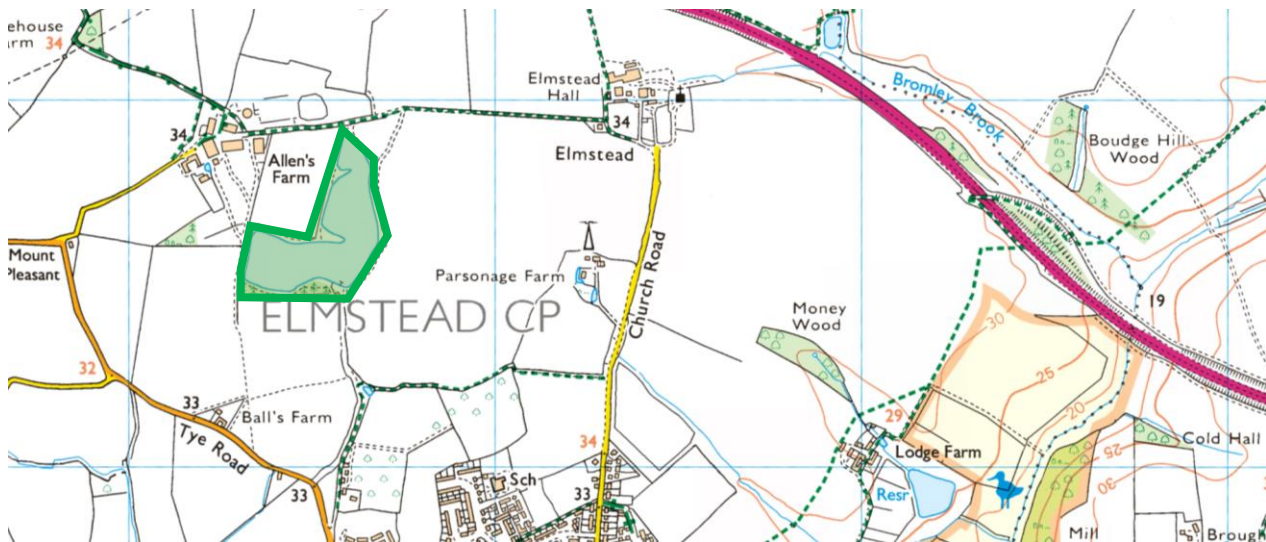 ehouse
rm 34
Elmstead
Hall
Bromley Brook
34
34
Allen's
Farm
Elmstead
Boudge Hill
Wood
Mount
Pleasant
Parsonage Farm
Church Road
19
ELMSTEAD CP
Money
Wood
30
32
25
33
Ball's Farm
20
29
Tye Road
34
Lodge Farm
Cold Hall
25
Sch
33
33
Resr
30
Mill
Brough